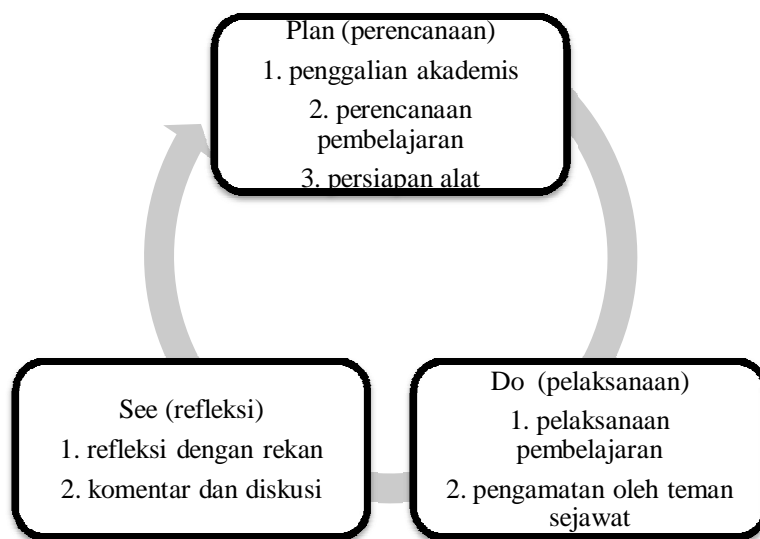 Plan (perencanaan)
1. penggalian akademis
2. perencanaan
pembelajaran
3. persiapan alat
See (refleksi)
1. refleksi dengan rekan
2. komentar dan diskusi
Do (pelaksanaan)
1. pelaksanaan
pembelajaran
2. pengamatan oleh teman
sejawat